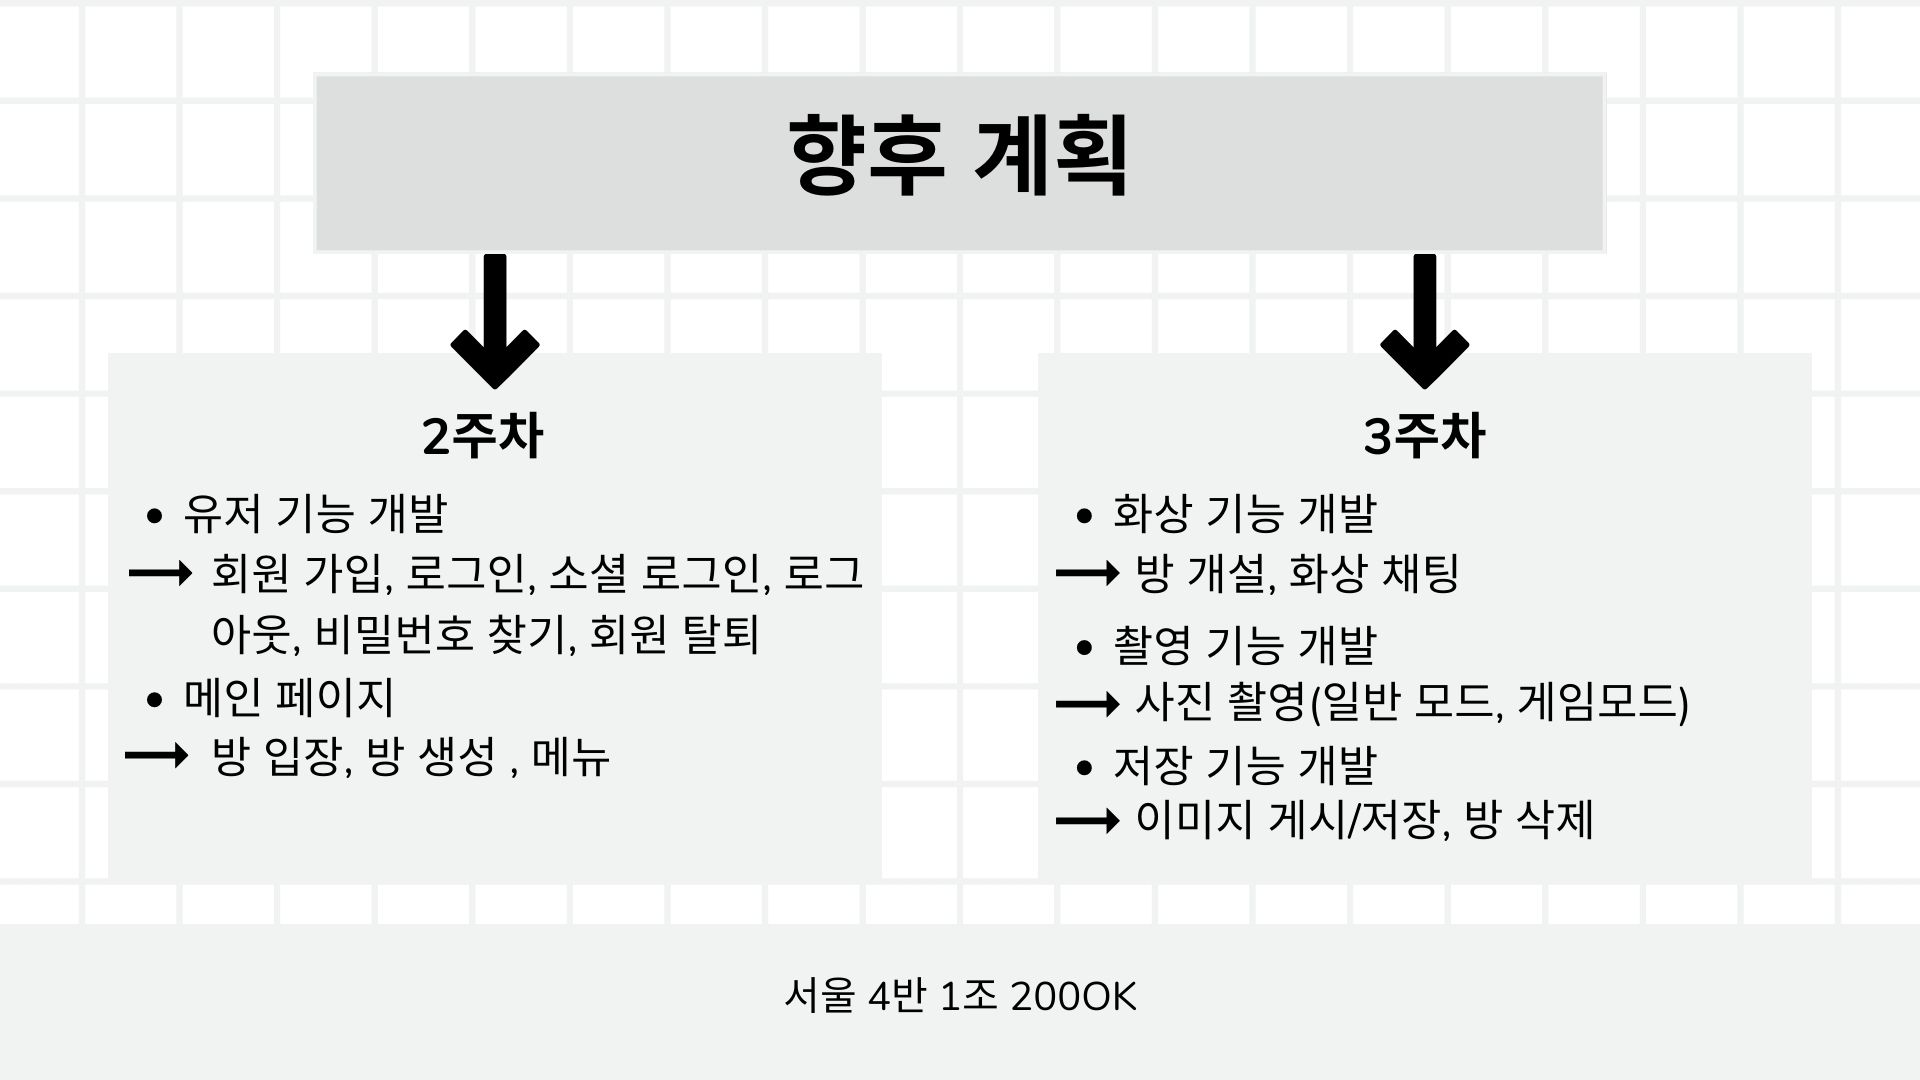 향후 계획
2주차
• 유저 기능 개발
→ 회원 가입, 로그인, 소셜 로그인, 로그
아웃, 비밀번호 찾기, 회원 탈퇴
• 메인 페이지
→ 방 입장, 방 생성 , 메뉴
3주차
• 화상 기능 개발
→ 방 개설, 화상 채팅
• 촬영 기능 개발
→ 사진 촬영(일반 모드, 게임모드)
• 저장 기능 개발
→ 이미지 게시/저장, 방 삭제
서울 4반 1조 200OK